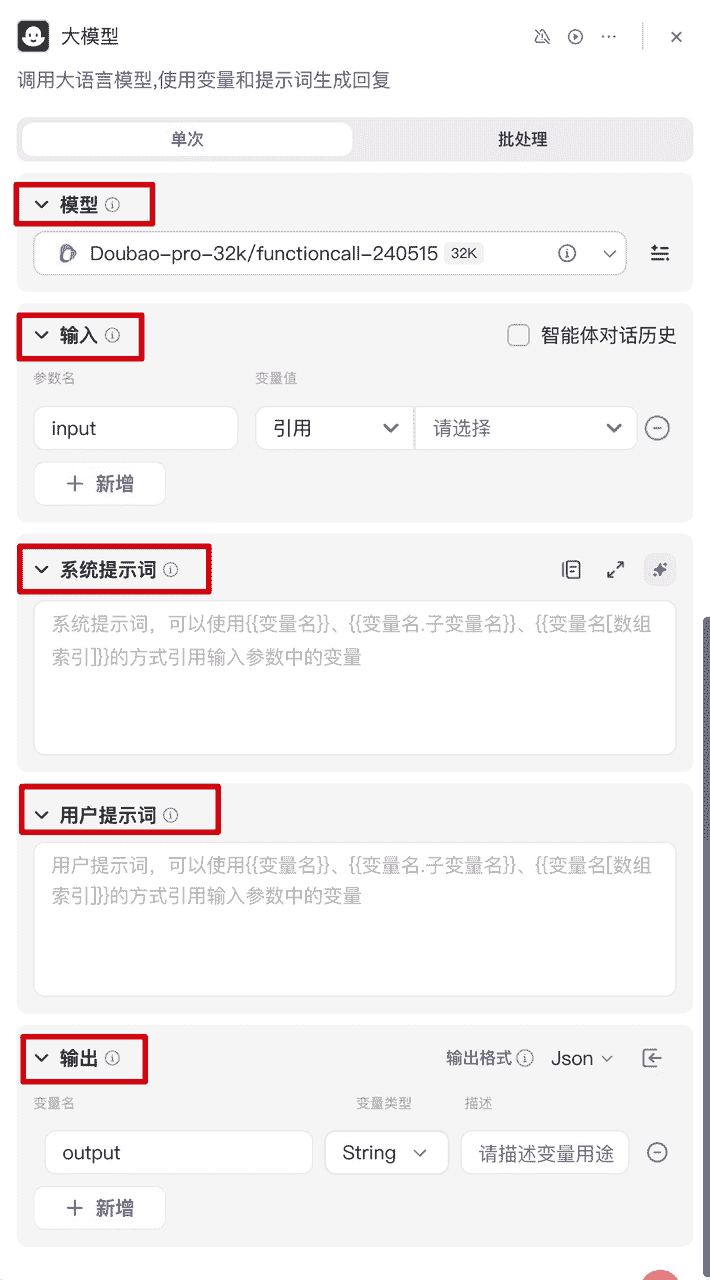 大模型
调用大语言模型,使用变量和提示词生成回复
单次 批处理
模型
Doubao-pro-32k/functioncall-240515 32K
输入 智能体对话历史
参数名 变量值
input 引用 请选择
新增
系统提示词
系统提示词，可以使用{{变量名}}、{{变量名.子变量名}}、{{变量名[数组
索引]}}的方式引用输入参数中的变量
用户提示词
用户提示词，可以使用{{变量名}}、{{变量名.子变量名}}、{{变量名[数组
索引]}}的方式引用输入参数中的变量
输出 输出格式 Json
变量名 变量类型 描述
output String 请描述变量用途
新增